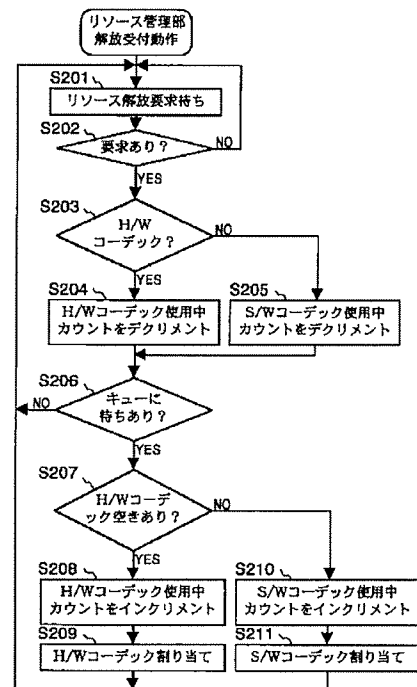 リソース管理部
解放受付動作
S201
リソース解放要求待ち
S202
要求あり?
NO
YES
S203
H/W
コーデック?
NO
YES
S204
H/Wコーデック使用中
カウントをデクリメント
S205
S/Wコーデック使用中
カウントをデクリメント
S206
キューに
待ちあり?
NO
YES
S207
H/Wコーデ
ック空きあり?
NO
YES
S208
H/Wコーデック使用中
カウントをインクリメント
S210
S/Wコーデック使用中
カウントをインクリメント
S209
H/Wコーデック割り当て
S211
S/Wコーデック割り当て